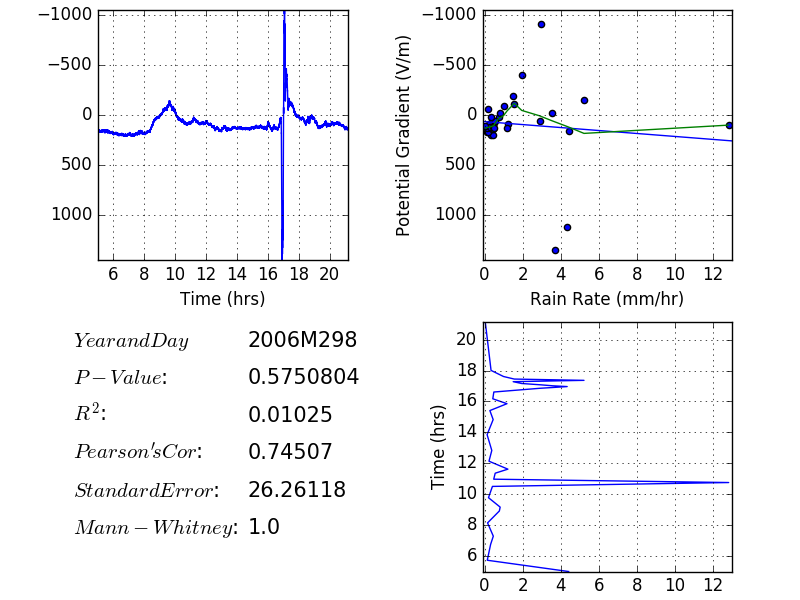 −1000
−500
0
500
1000
6 8 10 12 14 16 18 20
Time (hrs)
Potential Gradient (V/m)
−1000
−500
0
500
1000
0 2 4 6 8 10 12
Rain Rate (mm/hr)
YearandDay 2006M298
P−Value: 0.5750804
R²: 0.01025
Pearson'sCor: 0.74507
StandardError: 26.26118
Mann−Whitney: 1.0
Time (hrs)
20
18
16
14
12
10
8
6
0 2 4 6 8 10 12